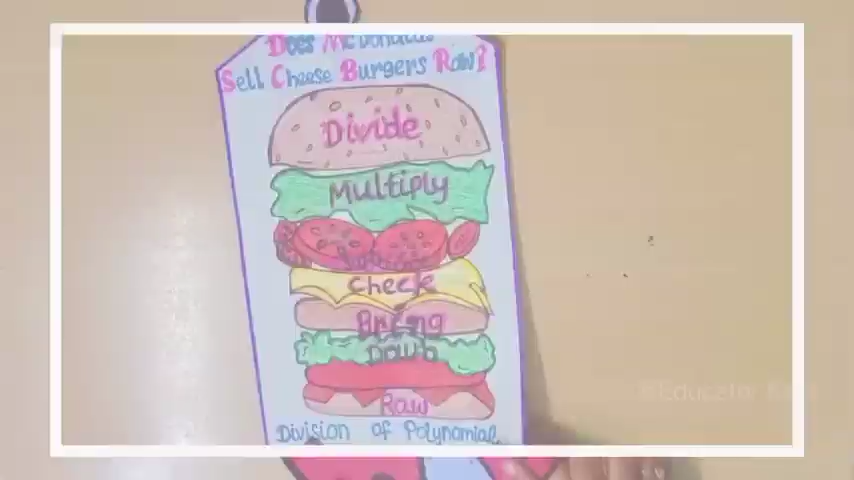 Does McDonalds
Sell Cheese Burgers Raw?
Divide
Multiply
Check
Bring
Down
Raw
Division of Polynomial